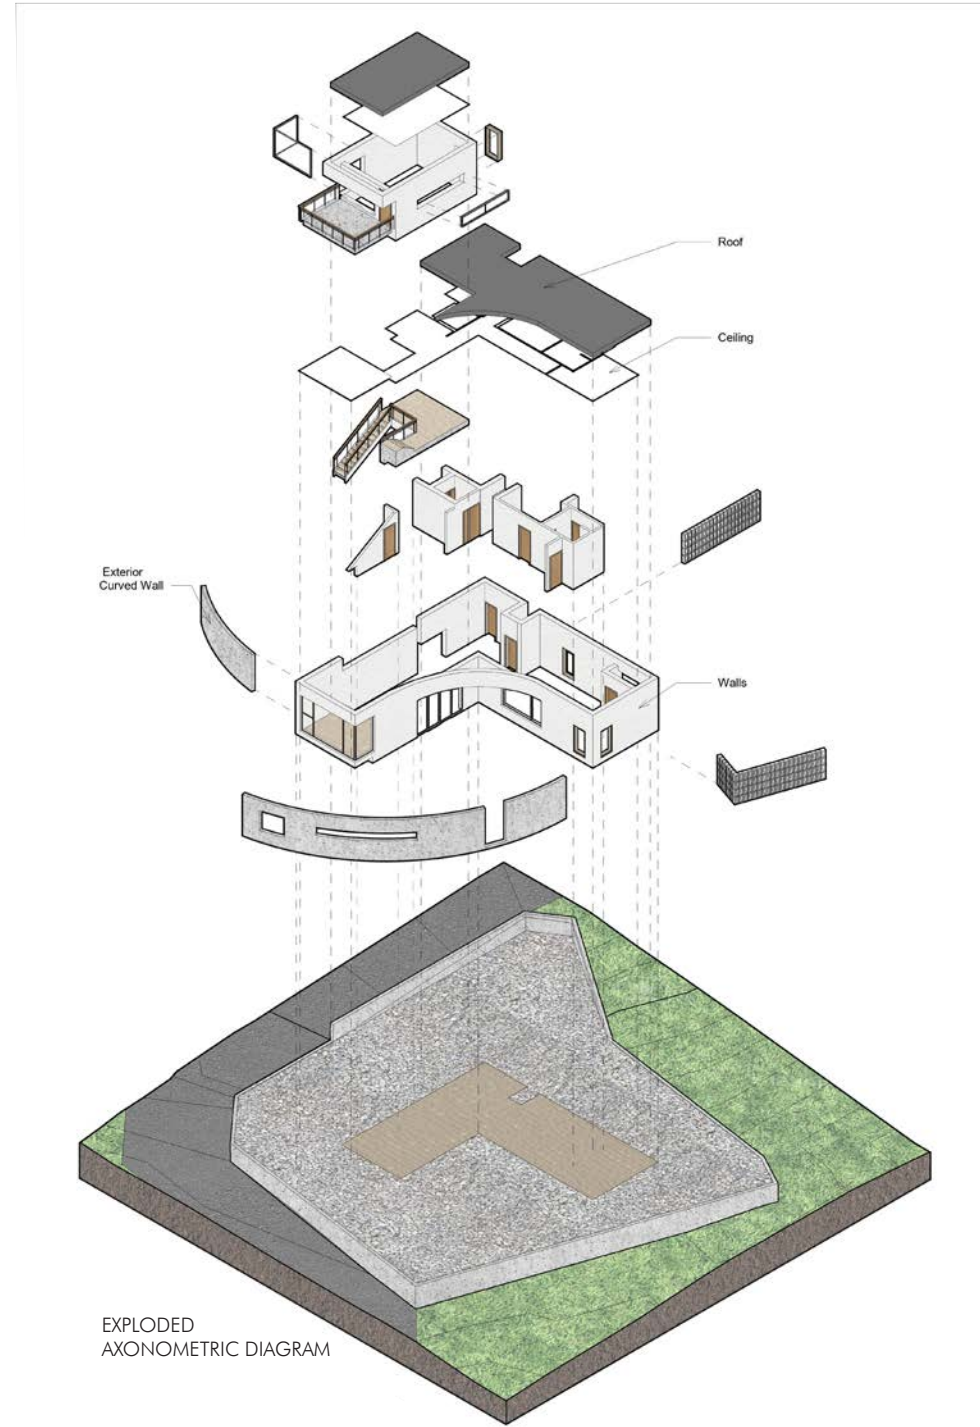 Roof
Ceiling
Exterior
Curved Wall
Walls
EXPLODED
AXONOMETRIC DIAGRAM